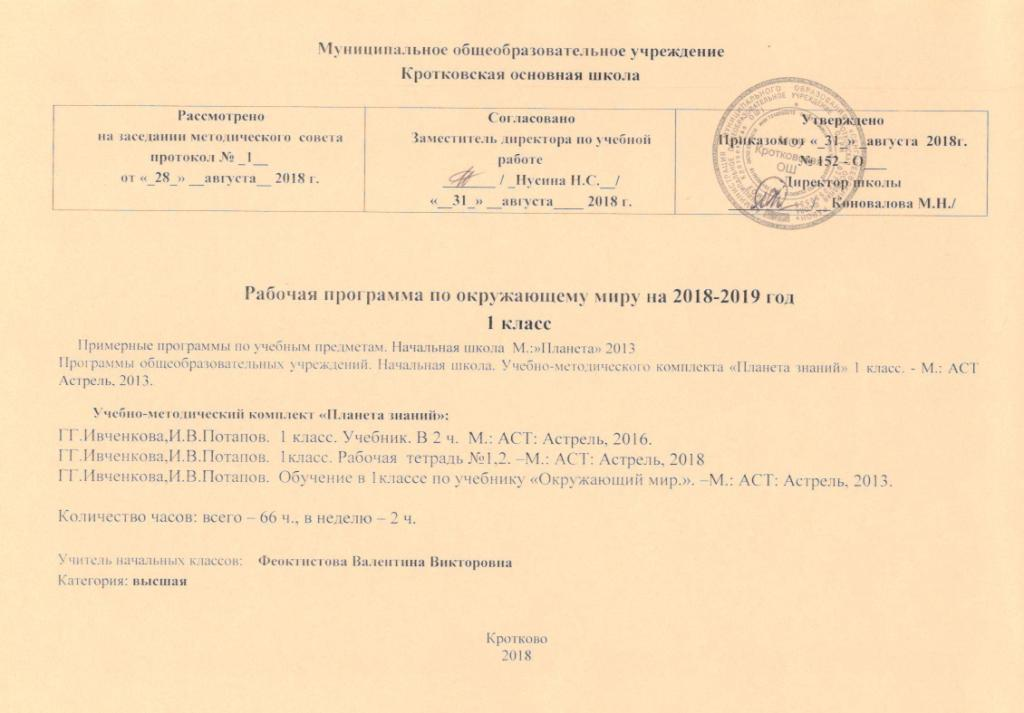 Муниципальное общеобразовательное учреждение
Кротковская основная школа
Рассмотрено
на заседании методического совета
протокол № _1__
от «_28_» __августа__ 2018 г.
Согласовано
Заместитель директора по учебной
работе
_______ / _Нусина Н.С.__/
«__31_» __августа____ 2018 г.
Утверждено
Приказом от «_31_» _августа 2018г.
№ 152 - О ___
Директор школы
/ Коновалова М.Н./
Кротковская
ОШ
Рабочая программа по окружающему миру на 2018-2019 год
1 класс
Примерные программы по учебным предметам. Начальная школа М.:»Планета» 2013
Программы общеобразовательных учреждений. Начальная школа. Учебно-методического комплекта «Планета знаний» 1 класс. - М.: АСТ
Астрель, 2013.
Учебно-методический комплект «Планета знаний»:
ГГ.Ивченкова,И.В.Потапов. 1 класс. Учебник. В 2 ч. М.: АСТ: Астрель, 2016.
ГГ.Ивченкова,И.В.Потапов. 1класс. Рабочая тетрадь №1,2. –М.: АСТ: Астрель, 2018
ГГ.Ивченкова,И.В.Потапов. Обучение в 1классе по учебнику «Окружающий мир.». –М.: АСТ: Астрель, 2013.
Количество часов: всего – 66 ч., в неделю – 2 ч.
Учитель начальных классов: Феоктистова Валентина Викторовна
Категория: высшая
Кротково
2018